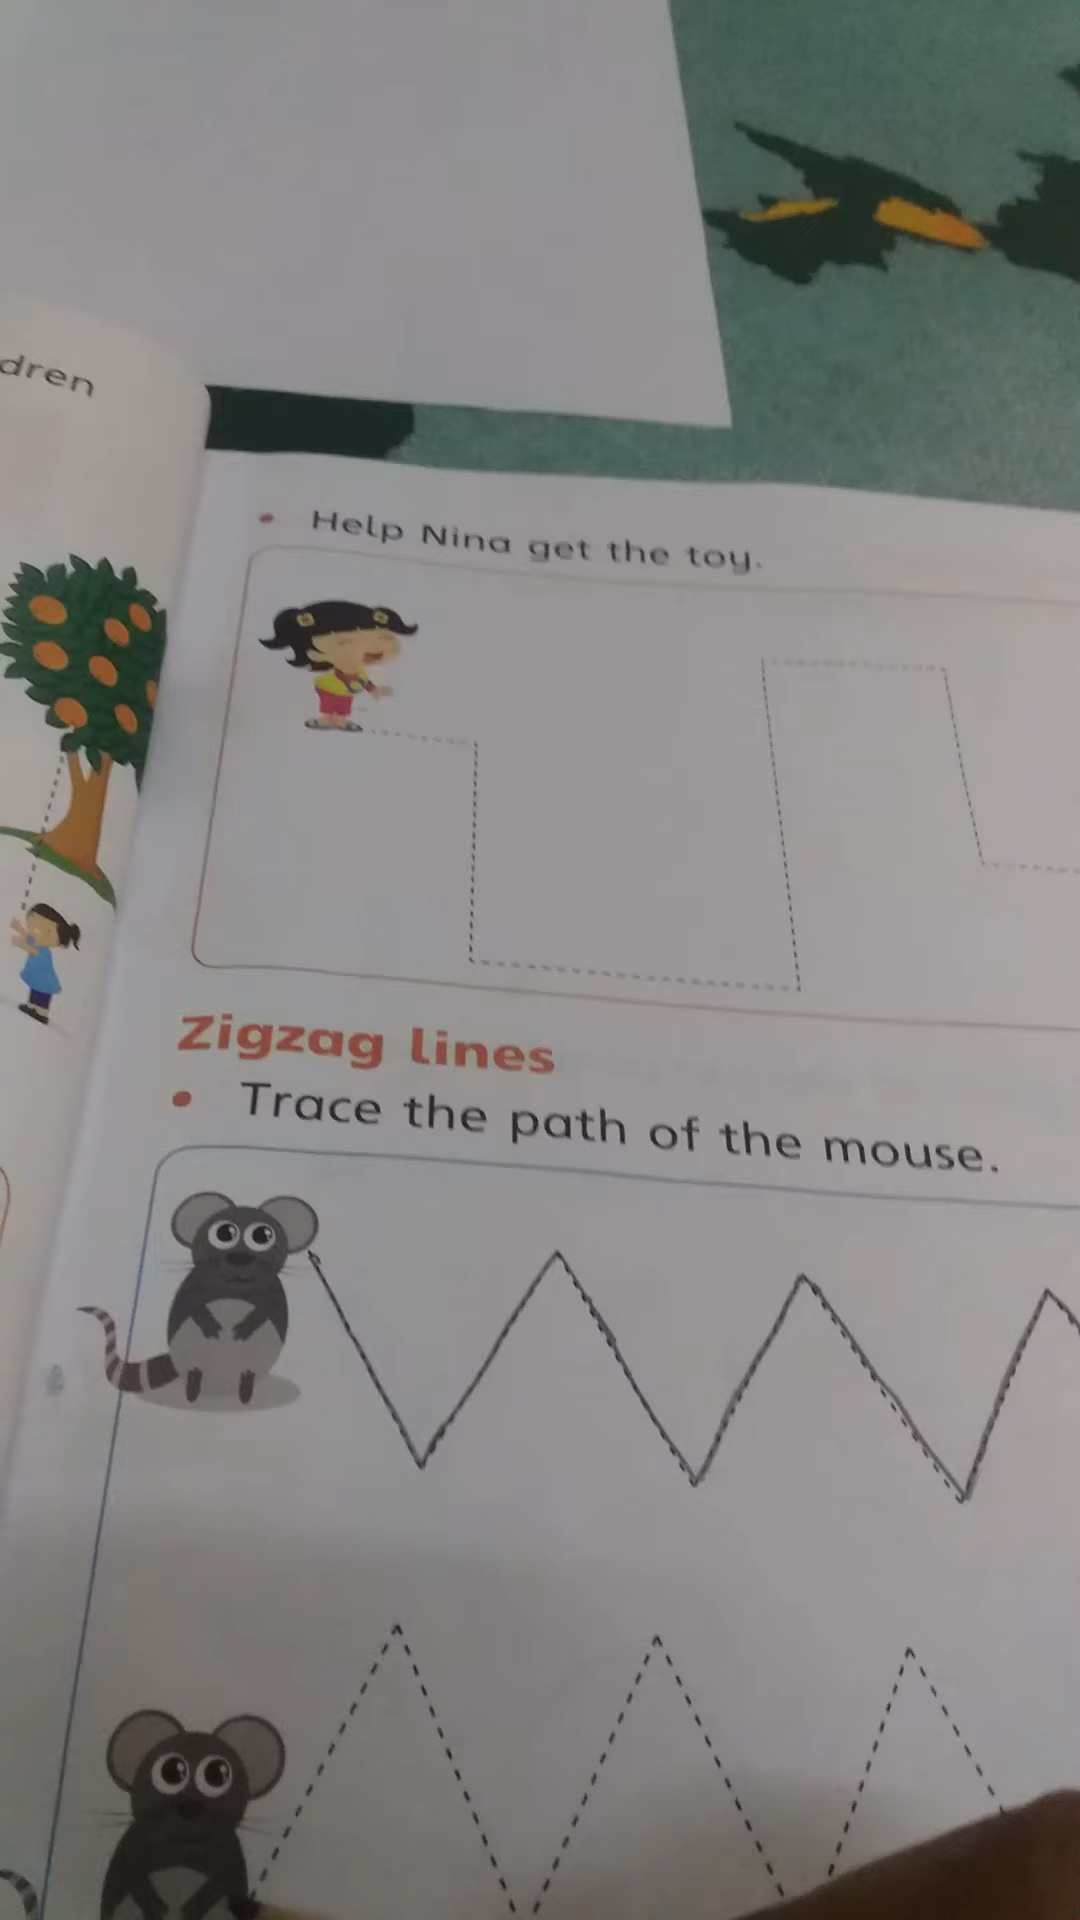 dren
Help Nina get the toy.
Zigzag lines
Trace the path of the mouse.